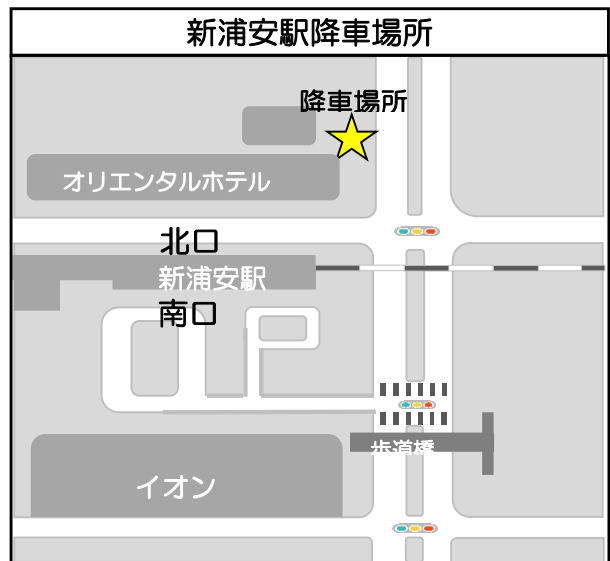 新浦安駅降車場所
降車場所
オリエンタルホテル
北口
新浦安駅
南口
歩道橋
イオン